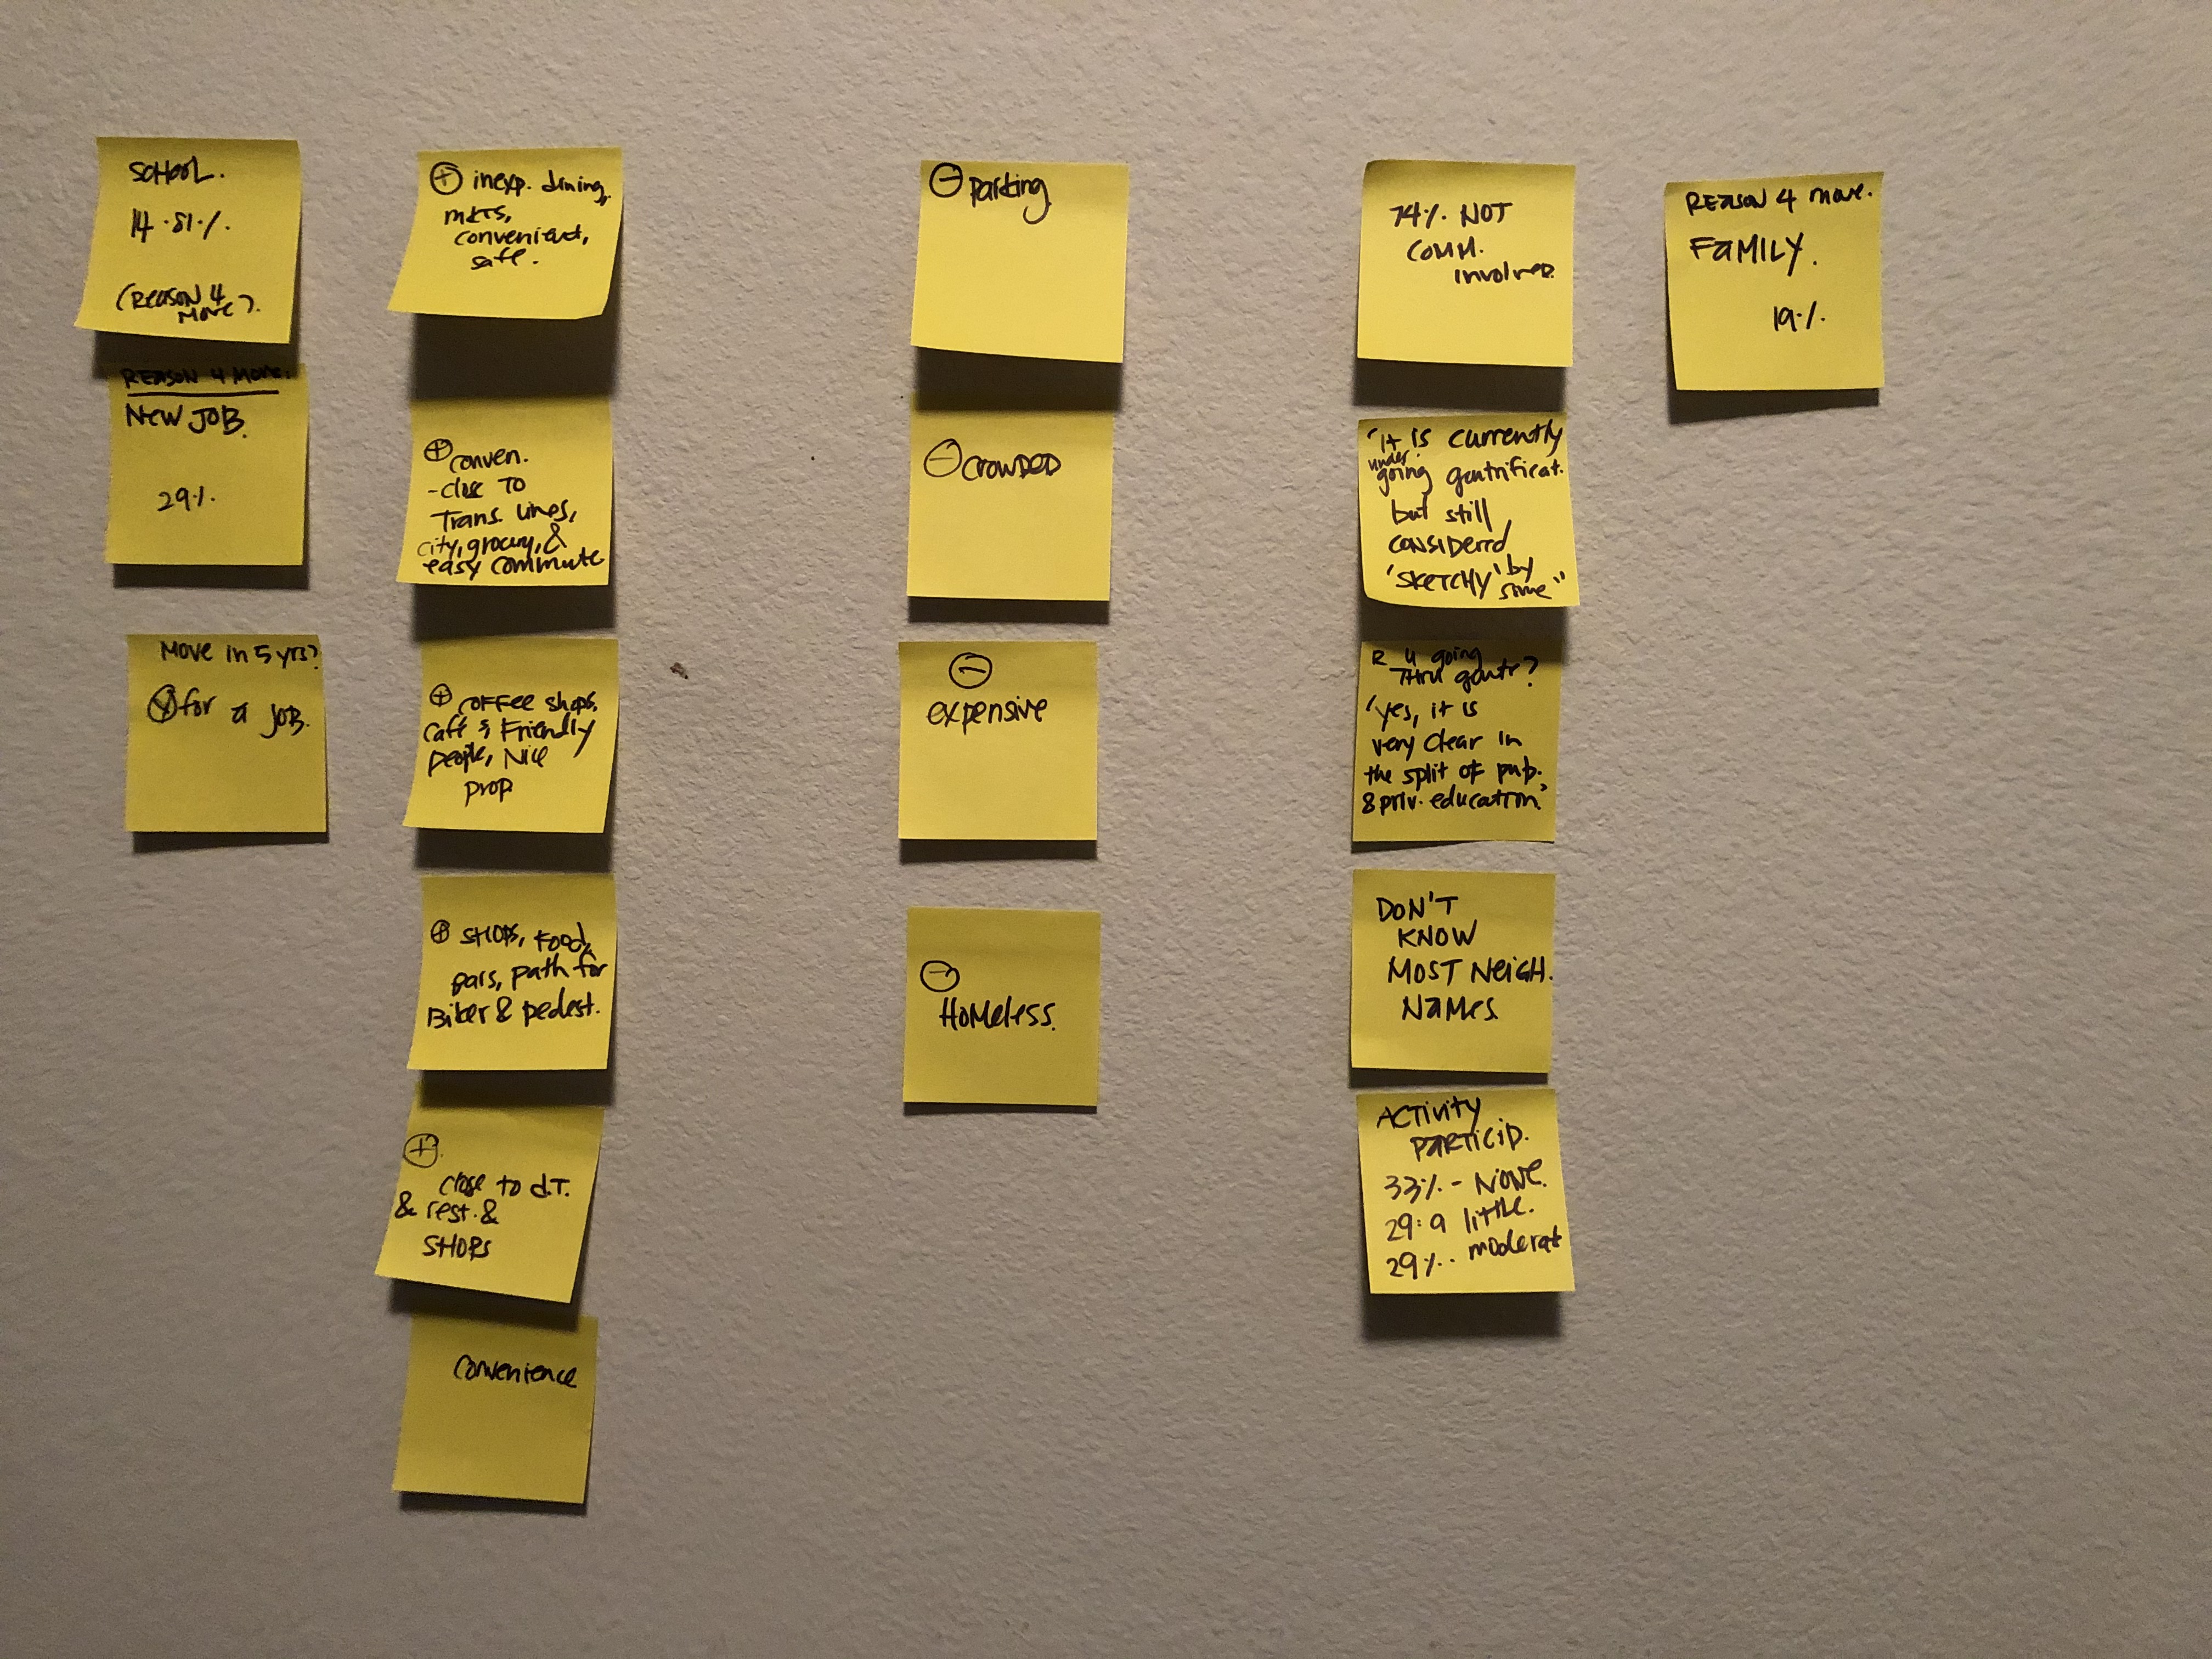 SCHOOL.
14.81%.
(REASON 4
MOVE).
REASON 4 MOVE:
NEW JOB.
29%.
MOVE IN 5 YRS?
Ⓨ for a JOB.
⊕ inexp. dining,
MKTS,
convenient,
safe.
⊕ conven.
- close TO
Trans. lines,
city, grocery, &
easy commute.
⊕ COFFEE shops,
café & Friendly
people, Nice
prop
⊕ SHOPS, FOOD,
Bars, path for
Biker & pedest.
⊕
close to d.T.
& rest. &
SHOPS
Convenience
⊖ parking
⊖ CROWDED
⊖
expensive
⊖
HOMELESS.
74% NOT
COMM.
involved.
"it is currently
under
going gentrificat.
but still
CONSIDERED
'SKETCHY' by
some"
R U going
THRU gentr?
"yes, it is
very clear in
the split of pub.
& priv. education."
DON'T
KNOW
MOST NEIGH.
NAMES
ACTIVITY
PARTICIP.
33% - NONE.
29.9 little.
29%.. moderat
REASON 4 move.
FAMILY.
19%.